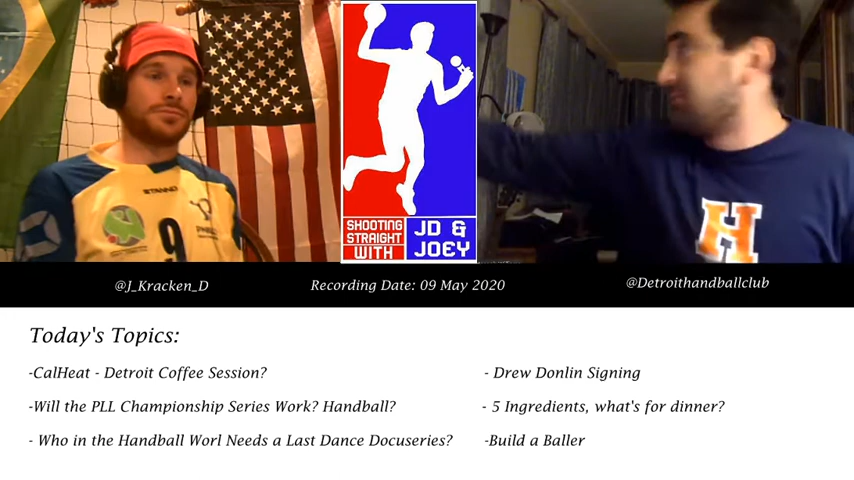 STANNO
9
H
SHOOTING
STRAIGHT
WITH
JD &
JOEY
@J_Kracken_D
Recording Date: 09 May 2020
@Detroithandballclub
Today's Topics:
-CalHeat - Detroit Coffee Session?
-Will the PLL Championship Series Work? Handball?
- Who in the Handball Worl Needs a Last Dance Docuseries?
- Drew Donlin Signing
- 5 Ingredients, what's for dinner?
-Build a Baller